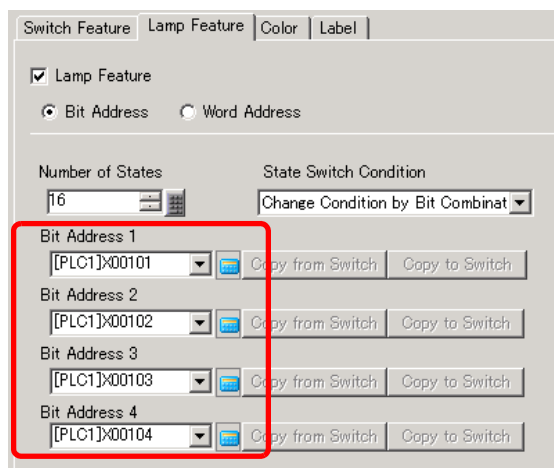 Switch Feature Lamp Feature Color Label
Lamp Feature
Bit Address Word Address
Number of States State Switch Condition
16 Change Condition by Bit Combinat
Bit Address 1
[PLC1]X00101 Copy from Switch Copy to Switch
Bit Address 2
[PLC1]X00102 Copy from Switch Copy to Switch
Bit Address 3
[PLC1]X00103 Copy from Switch Copy to Switch
Bit Address 4
[PLC1]X00104 Copy from Switch Copy to Switch